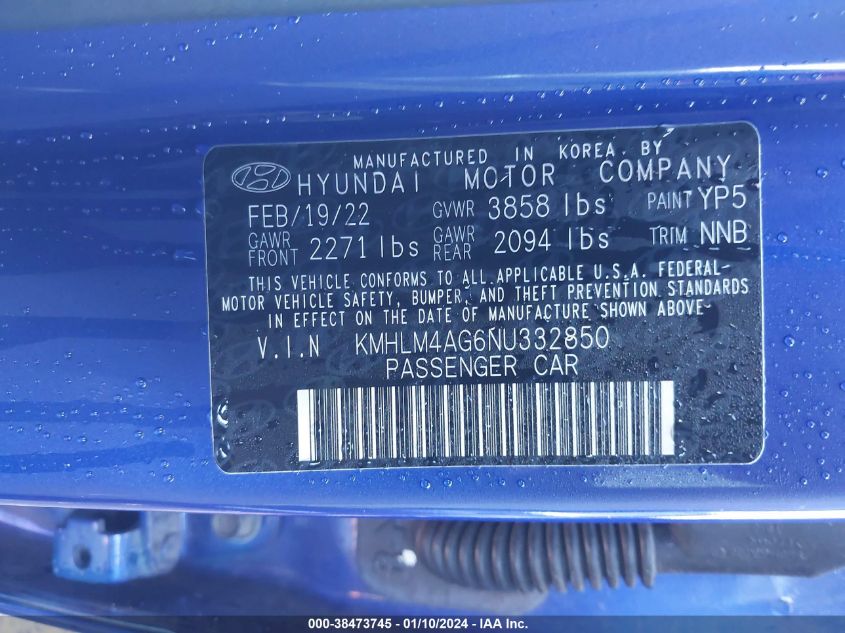 MANUFACTURED IN KOREA BY
HYUNDAI MOTOR COMPANY
FEB/19/22 GVWR 3858 lbs PAINT YP5
GAWR FRONT 2271 lbs GAWR REAR 2094 lbs TRIM NNB
THIS VEHICLE CONFORMS TO ALL APPLICABLE U.S.A. FEDERAL
MOTOR VEHICLE SAFETY, BUMPER, AND THEFT PREVENTION STANDARDS
IN EFFECT ON THE DATE OF MANUFACTURE SHOWN ABOVE
V.I.N KMHLM4AG6NU332850
PASSENGER CAR
000-38473745 - 01/10/2024 - IAA Inc.